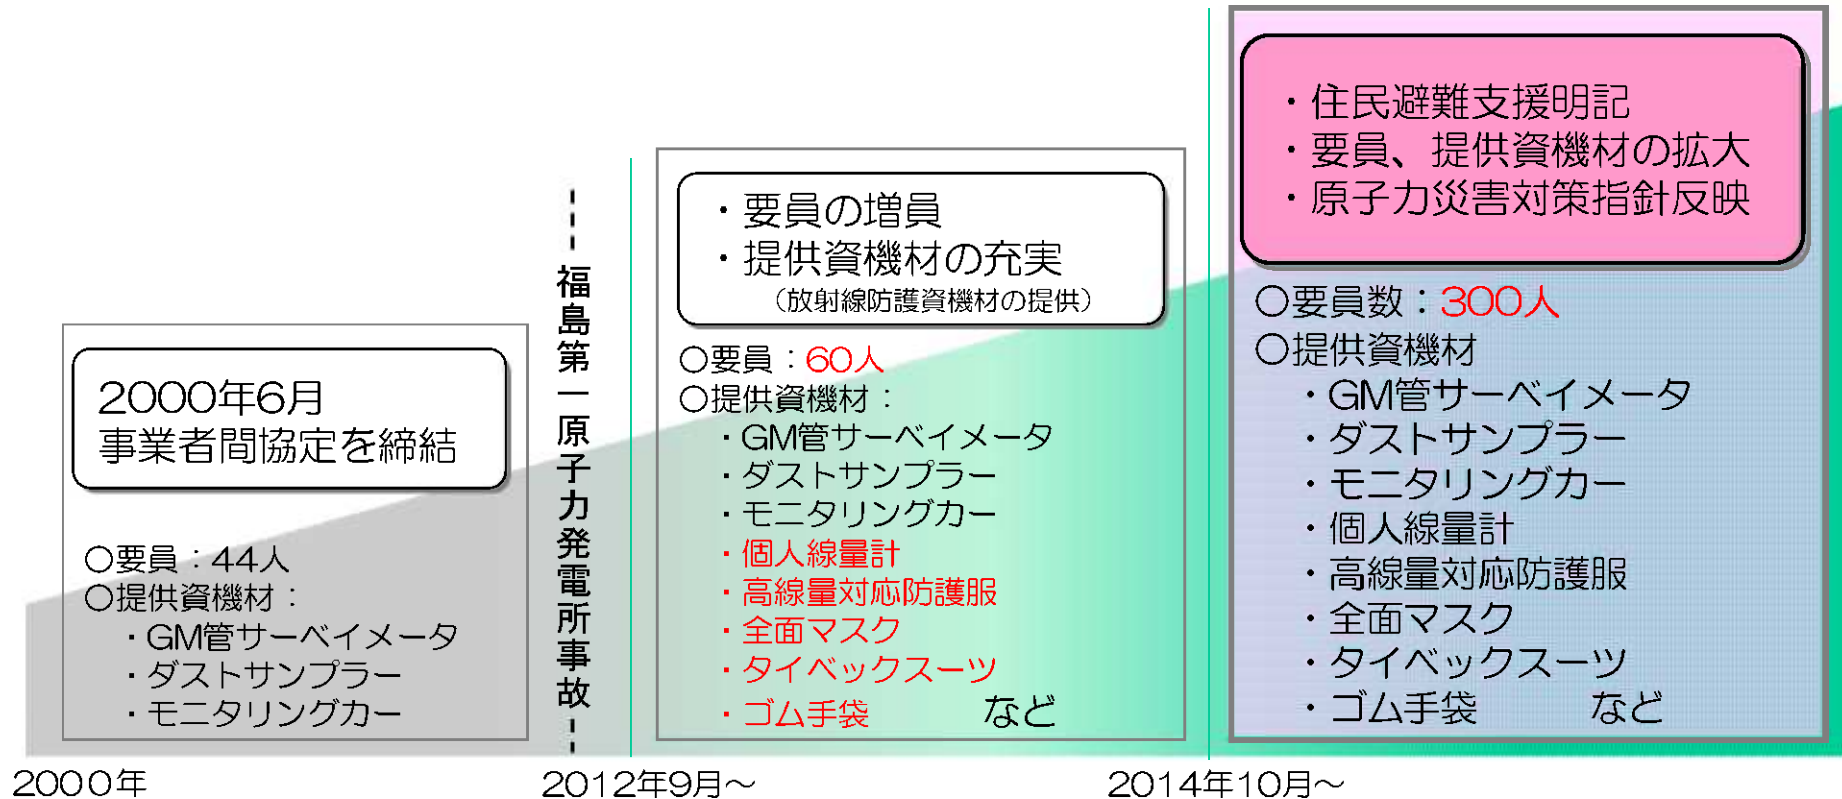 2000年6月
事業者間協定を締結
○要員：44人
○提供資機材：
・GM管サーベイメータ
・ダストサンプラー
・モニタリングカー
福島第一原子力発電所事故
・要員の増員
・提供資機材の充実
（放射線防護資機材の提供）
○要員：60人
○提供資機材：
・GM管サーベイメータ
・ダストサンプラー
・モニタリングカー
・個人線量計
・高線量対応防護服
・全面マスク
・タイベックスーツ
・ゴム手袋　　など
・住民避難支援明記
・要員、提供資機材の拡大
・原子力災害対策指針反映
○要員数：300人
○提供資機材
・GM管サーベイメータ
・ダストサンプラー
・モニタリングカー
・個人線量計
・高線量対応防護服
・全面マスク
・タイベックスーツ
・ゴム手袋　　など
2000年
2012年9月～
2014年10月～